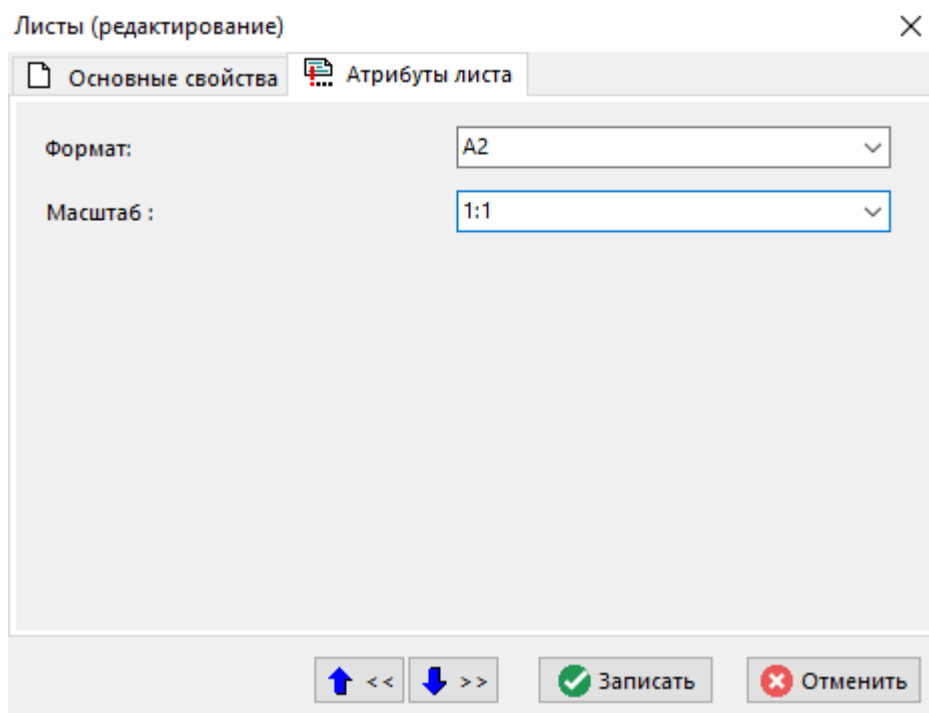 Листы (редактирование)
Основные свойства
Атрибуты листа
Формат:
A2
Масштаб :
1:1
<<
>>
Записать
Отменить